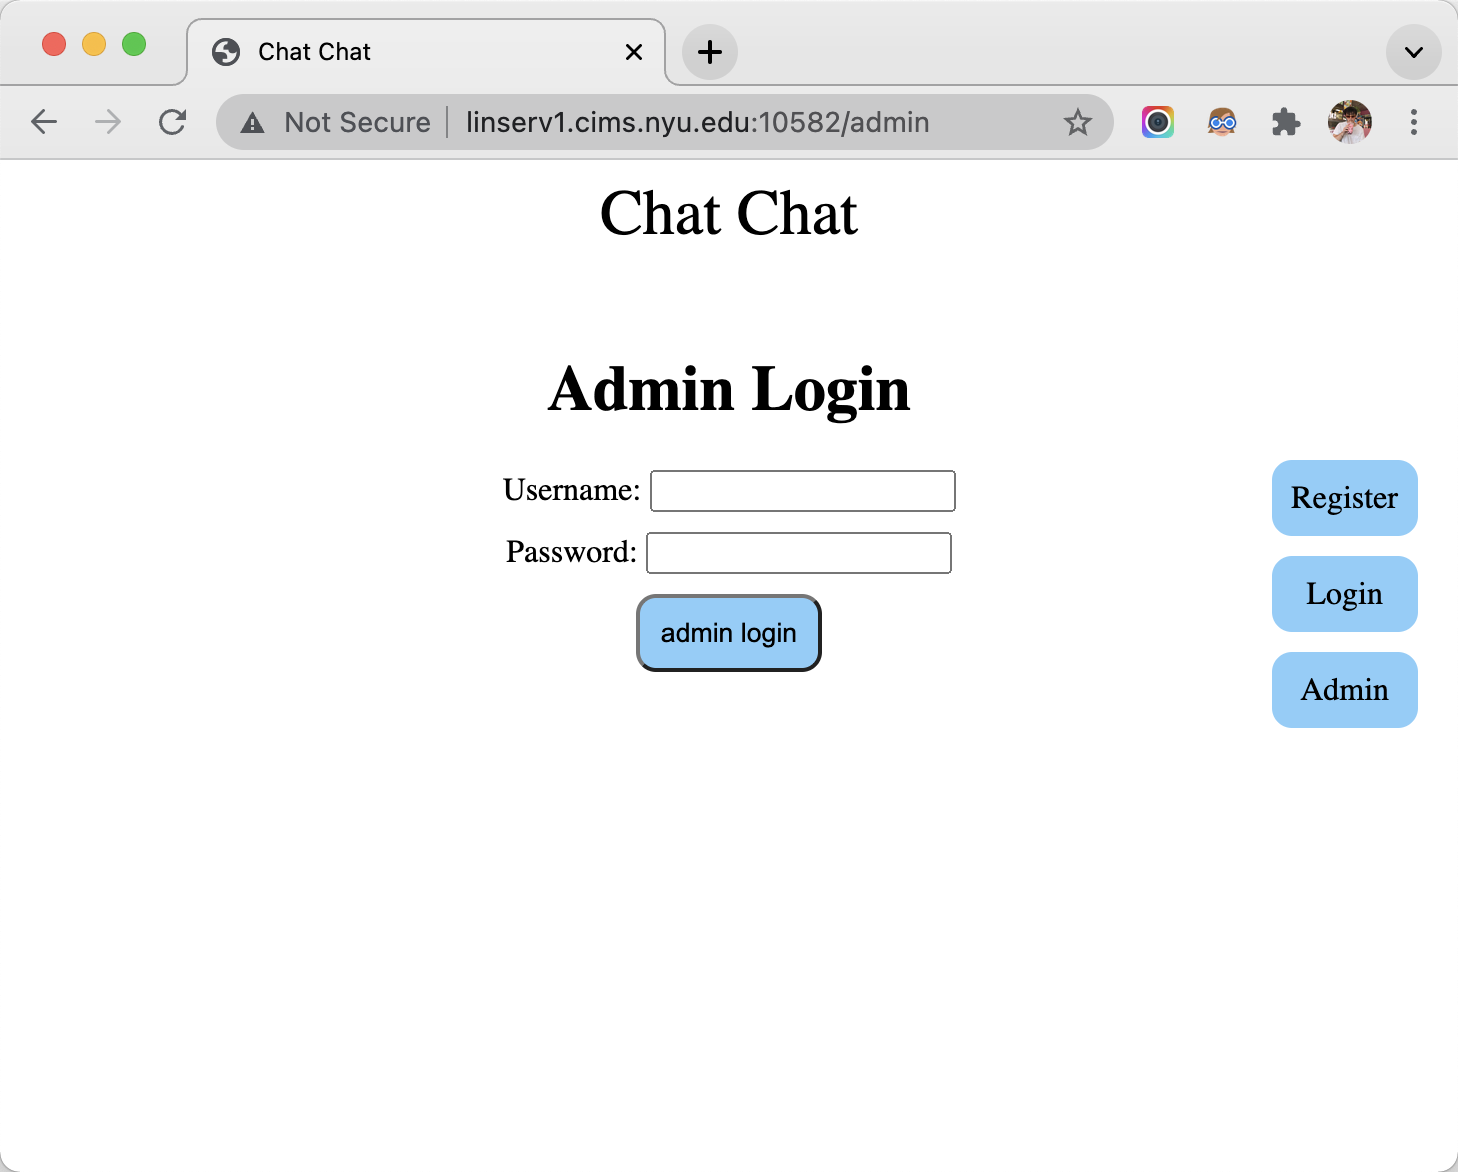 Chat Chat
Not Secure linserv1.cims.nyu.edu:10582/admin
Chat Chat
Admin Login
Username:
Password:
admin login
Register
Login
Admin